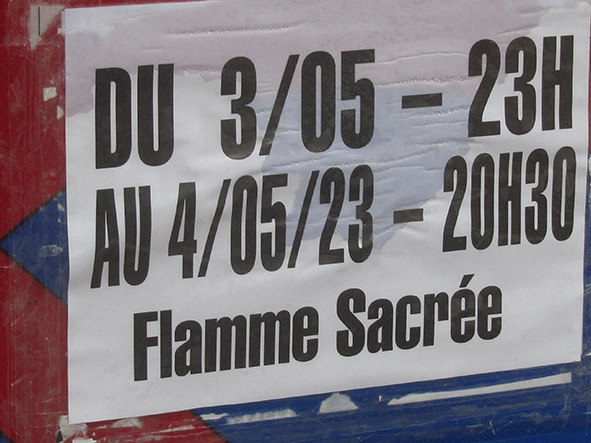 DU 3/05 – 23H
AU 4/05/23 – 20H30
Flamme Sacrée